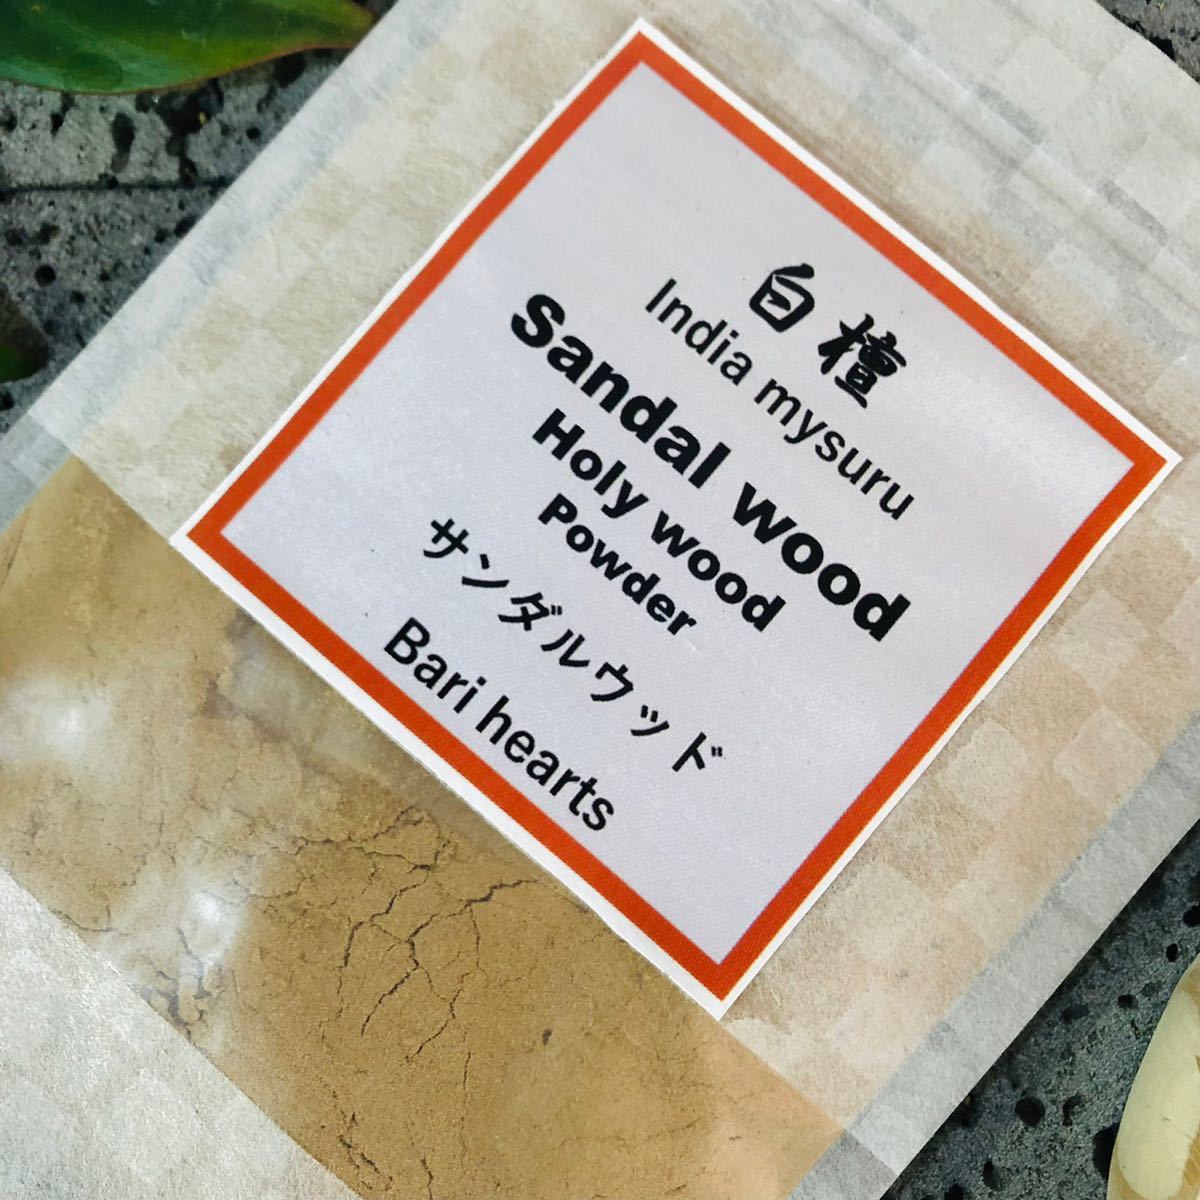 白檀
India mysuru
Sandal wood
Holy wood
Powder
サンダルウッド
Bari hearts